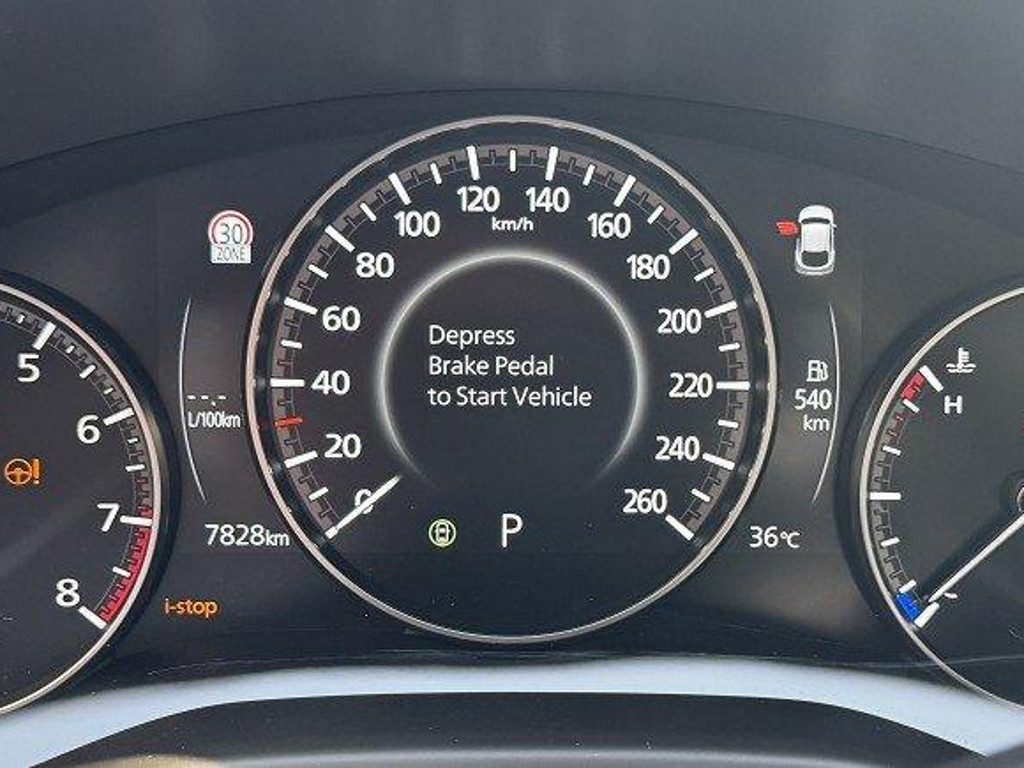 120 140
100 km/h 160
30
ZONE
80 180
60 200
Depress
Brake Pedal
to Start Vehicle
5
40 220
540
km
L/100km
H
6
20 240
!
0 260
7
7828km
P
36°C
8
i-stop